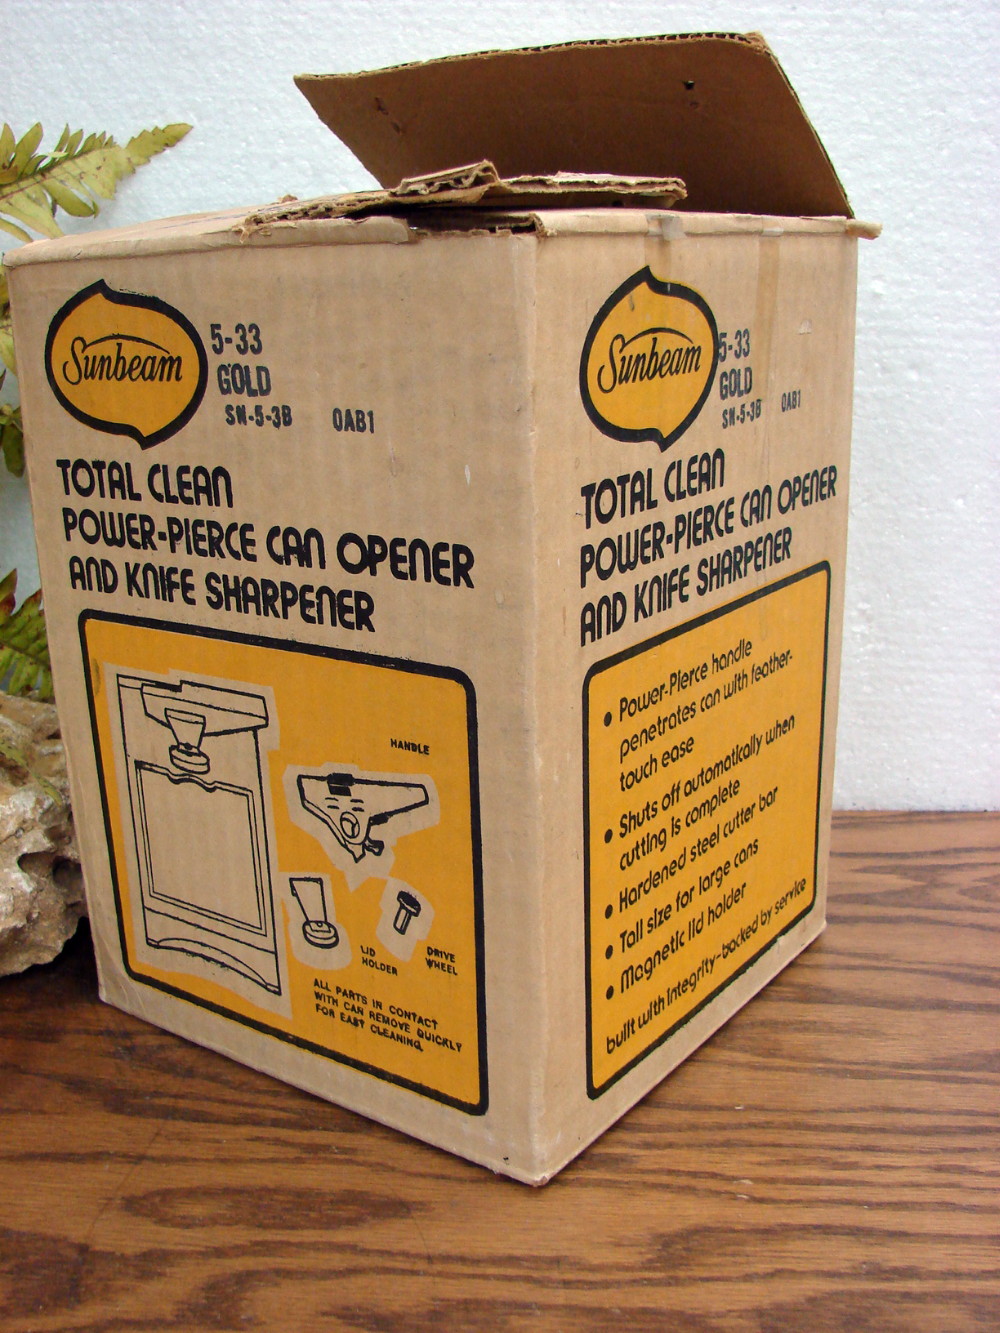 Sunbeam
5-33
GOLD
SN-5-3B 0AB1
TOTAL CLEAN
POWER-PIERCE CAN OPENER
AND KNIFE SHARPENER
HANDLE
LID
HOLDER
DRIVE
WHEEL
ALL PARTS IN CONTACT
WITH CAN REMOVE QUICKLY
FOR EASY CLEANING.
Sunbeam
5-33
GOLD
SN-5-3B 0AB1
TOTAL CLEAN
POWER-PIERCE CAN OPENER
AND KNIFE SHARPENER
• Power-Pierce handle
penetrates can with feather-
touch ease
• Shuts off automatically when
cutting is complete
• Hardened steel cutter bar
• Tall size for large cans
• Magnetic lid holder
built with integrity-backed by service